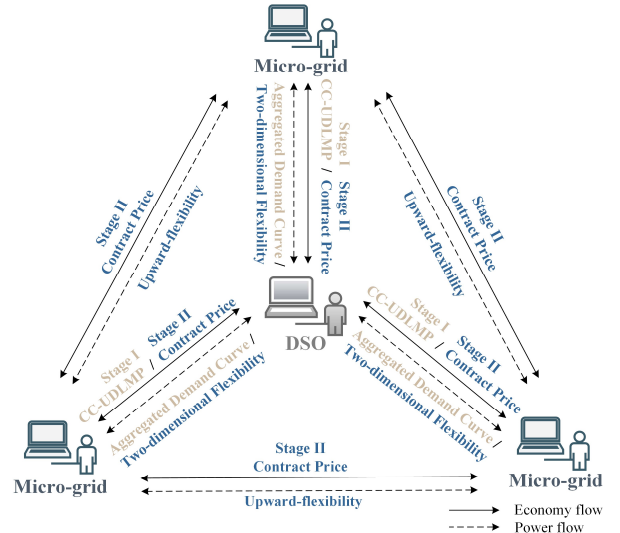 Micro-grid
Stage I
CC-UDLMP / Contract Price
Stage II
Aggregated Demand Curve /
Two-dimensional Flexibility
Stage II
Contract Price
Upward-flexibility
Stage II
Contract Price
Upward-flexibility
DSO
Stage I
Stage II
CC-UDLMP / Contract Price
Aggregated Demand Curve /
Two-dimensional Flexibility
Stage I
Stage II
CC-UDLMP / Contract Price
Aggregated Demand Curve /
Two-dimensional Flexibility
Micro-grid
Stage II
Contract Price
Upward-flexibility
Micro-grid
Economy flow
Power flow